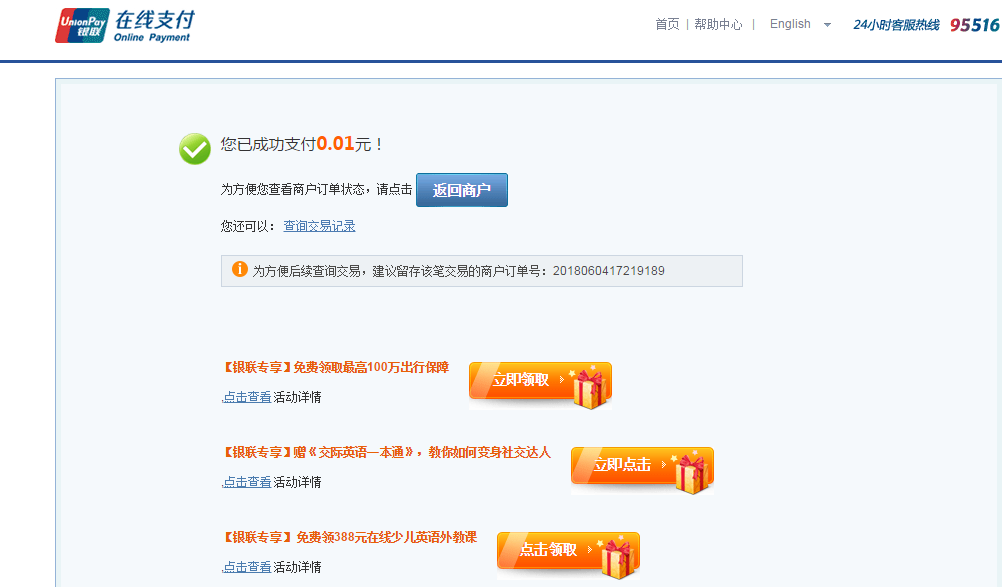 UnionPay 银联 在线支付 Online Payment
首页 | 帮助中心 | English 24小时客服热线 95516
您已成功支付0.01元！
为方便您查看商户订单状态，请点击 返回商户
您还可以： 查询交易记录
为方便后续查询交易，建议留存该笔交易的商户订单号：2018060417219189
【银联专享】免费领取最高100万出行保障 立即领取
点击查看 活动详情
【银联专享】赠《交际英语一本通》，教你如何变身社交达人 立即点击
点击查看 活动详情
【银联专享】免费领388元在线少儿英语外教课 点击领取
点击查看 活动详情